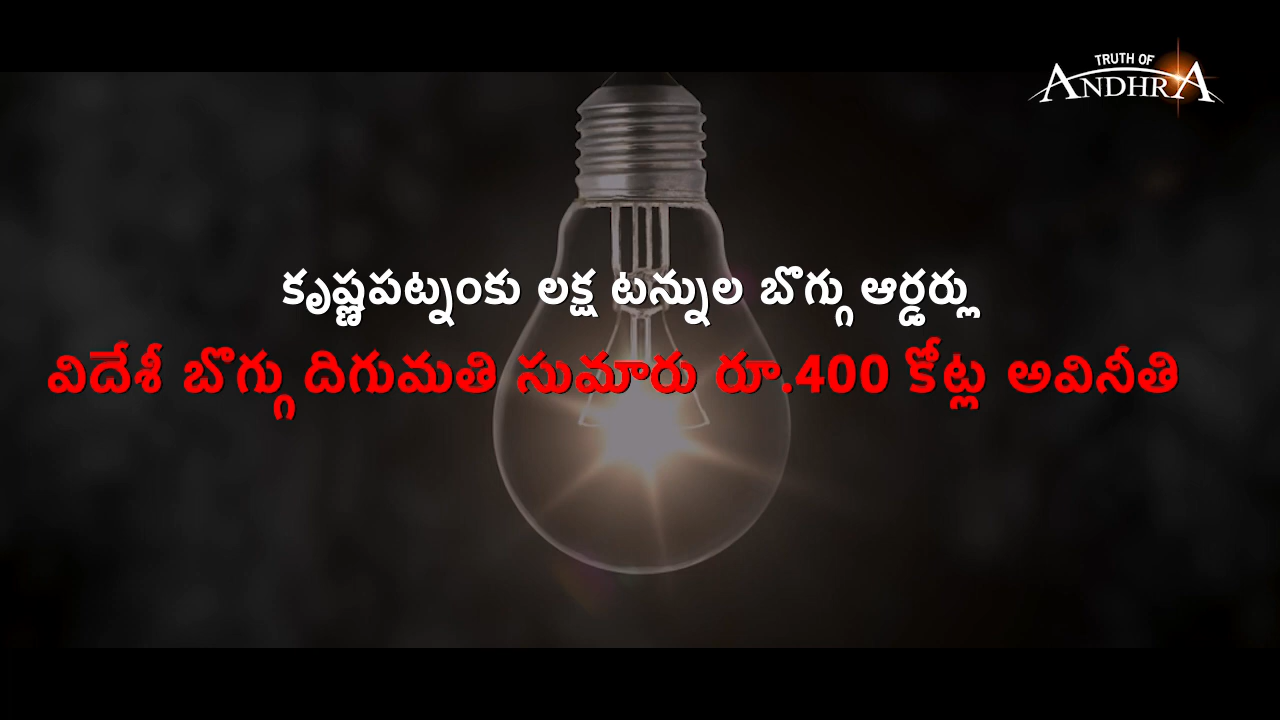 TRUTH OF
ANDHRA
కృష్ణపట్నంకు లక్ష టన్నుల బొగ్గు ఆర్డర్లు
విదేశీ బొగ్గు దిగుమతి సుమారు రూ.400 కోట్ల అవినీతి